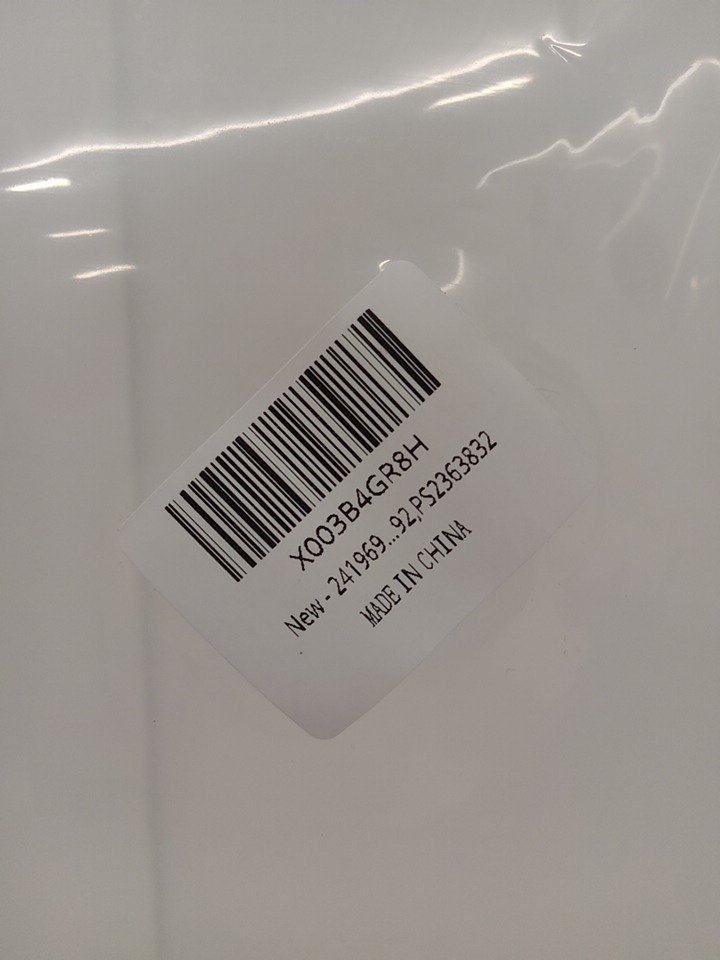 X003B4GR8H
New - 241969...92,PS2363832
MADE IN CHINA